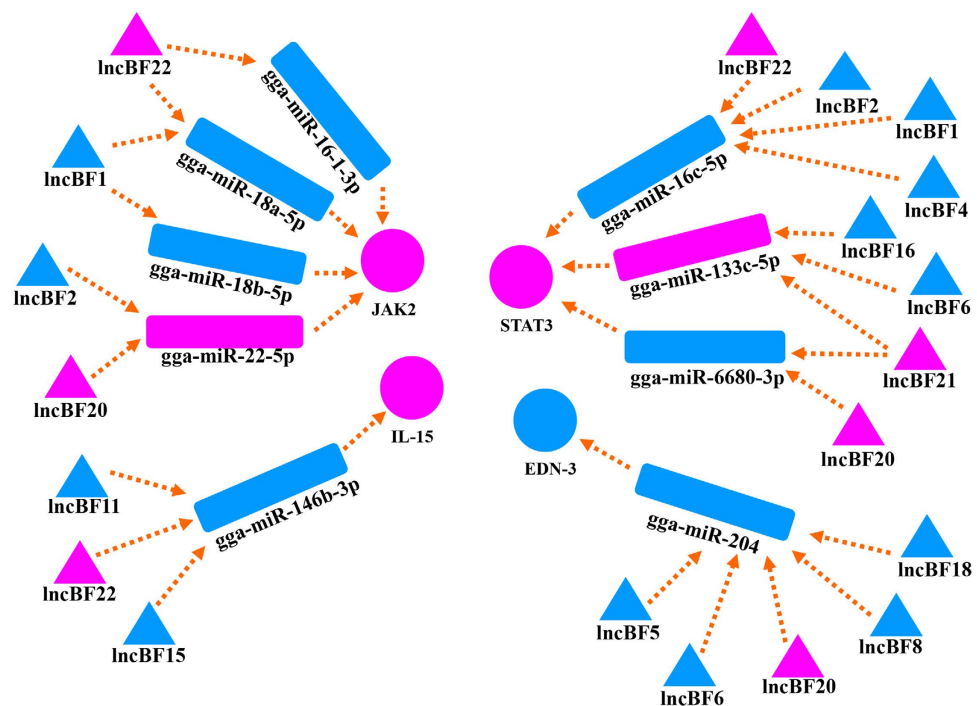 lncBF22
gga-miR-16-1-3p
lncBF1
gga-miR-18a-5p
gga-miR-18b-5p
JAK2
lncBF2
gga-miR-22-5p
lncBF20
IL-15
lncBF11
gga-miR-146b-3p
lncBF22
lncBF15
lncBF22
lncBF2
lncBF1
gga-miR-16c-5p
lncBF4
lncBF16
gga-miR-133c-5p
lncBF6
STAT3
gga-miR-6680-3p
lncBF21
lncBF20
EDN-3
gga-miR-204
lncBF18
lncBF5
lncBF8
lncBF6
lncBF20